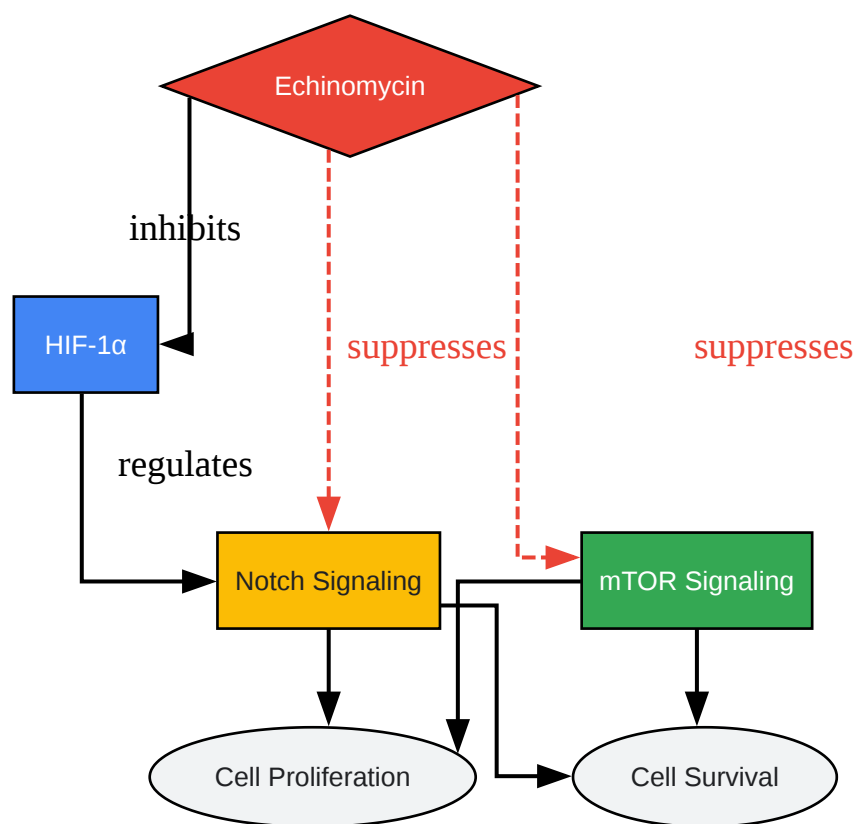 Echinomycin
inhibits
HIF-1α
suppresses
suppresses
regulates
Notch Signaling
mTOR Signaling
Cell Proliferation
Cell Survival